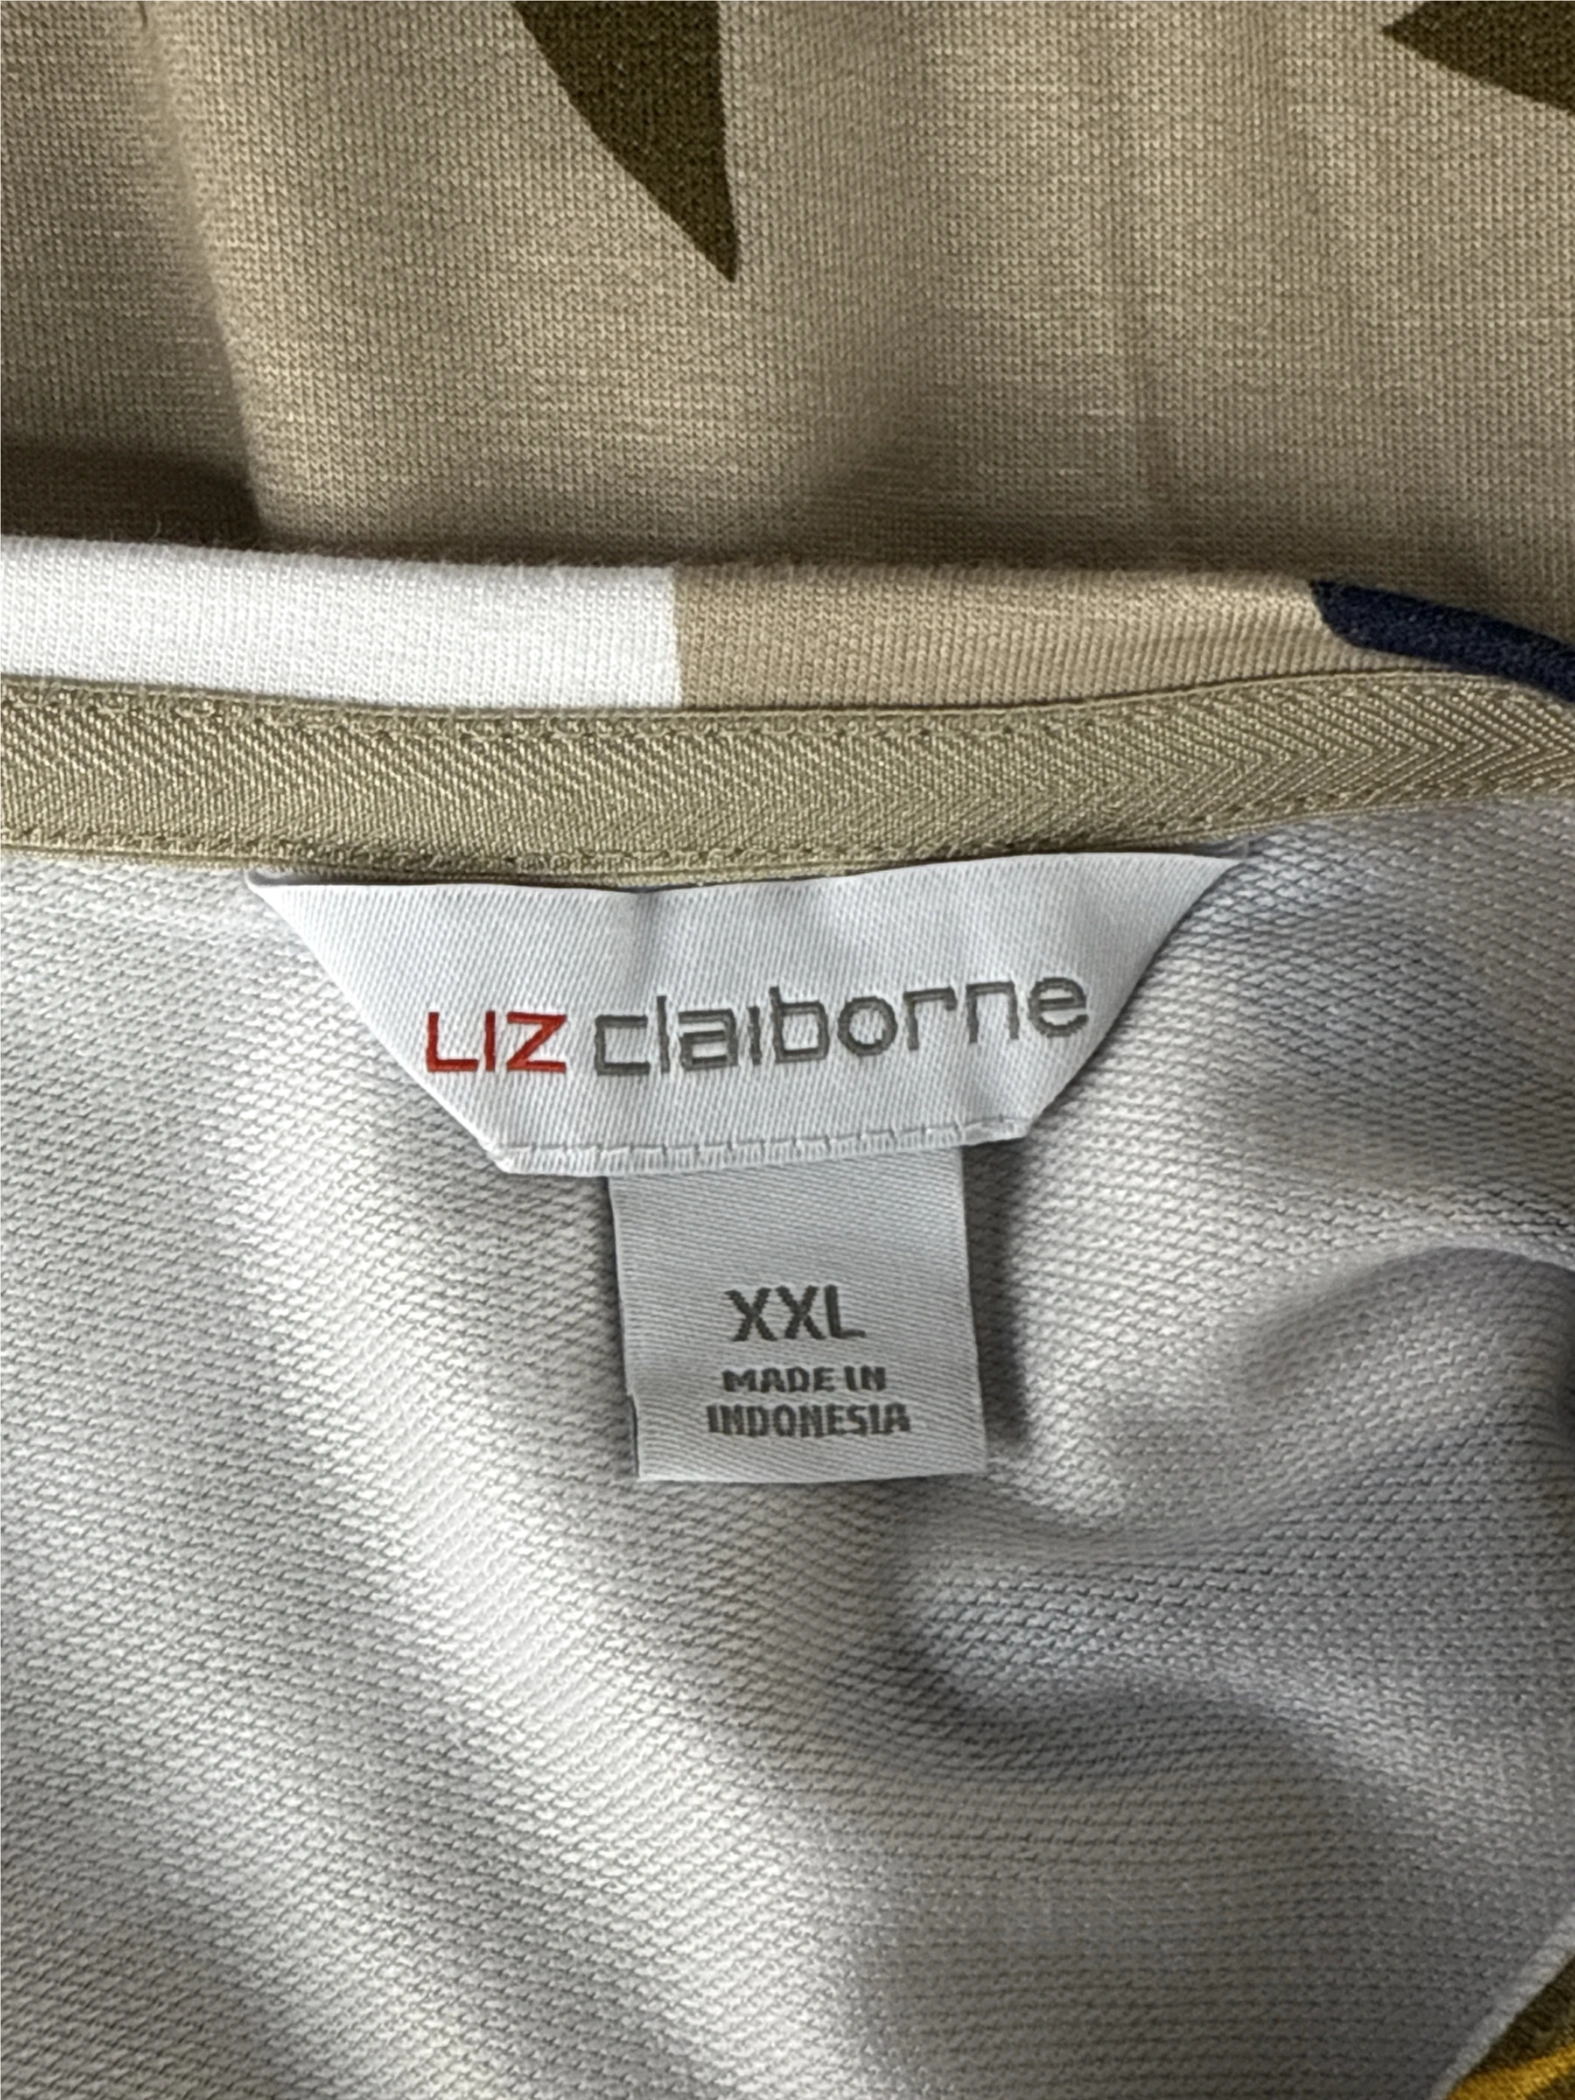 LIZ claiborne
XXL
MADE IN
INDONESIA